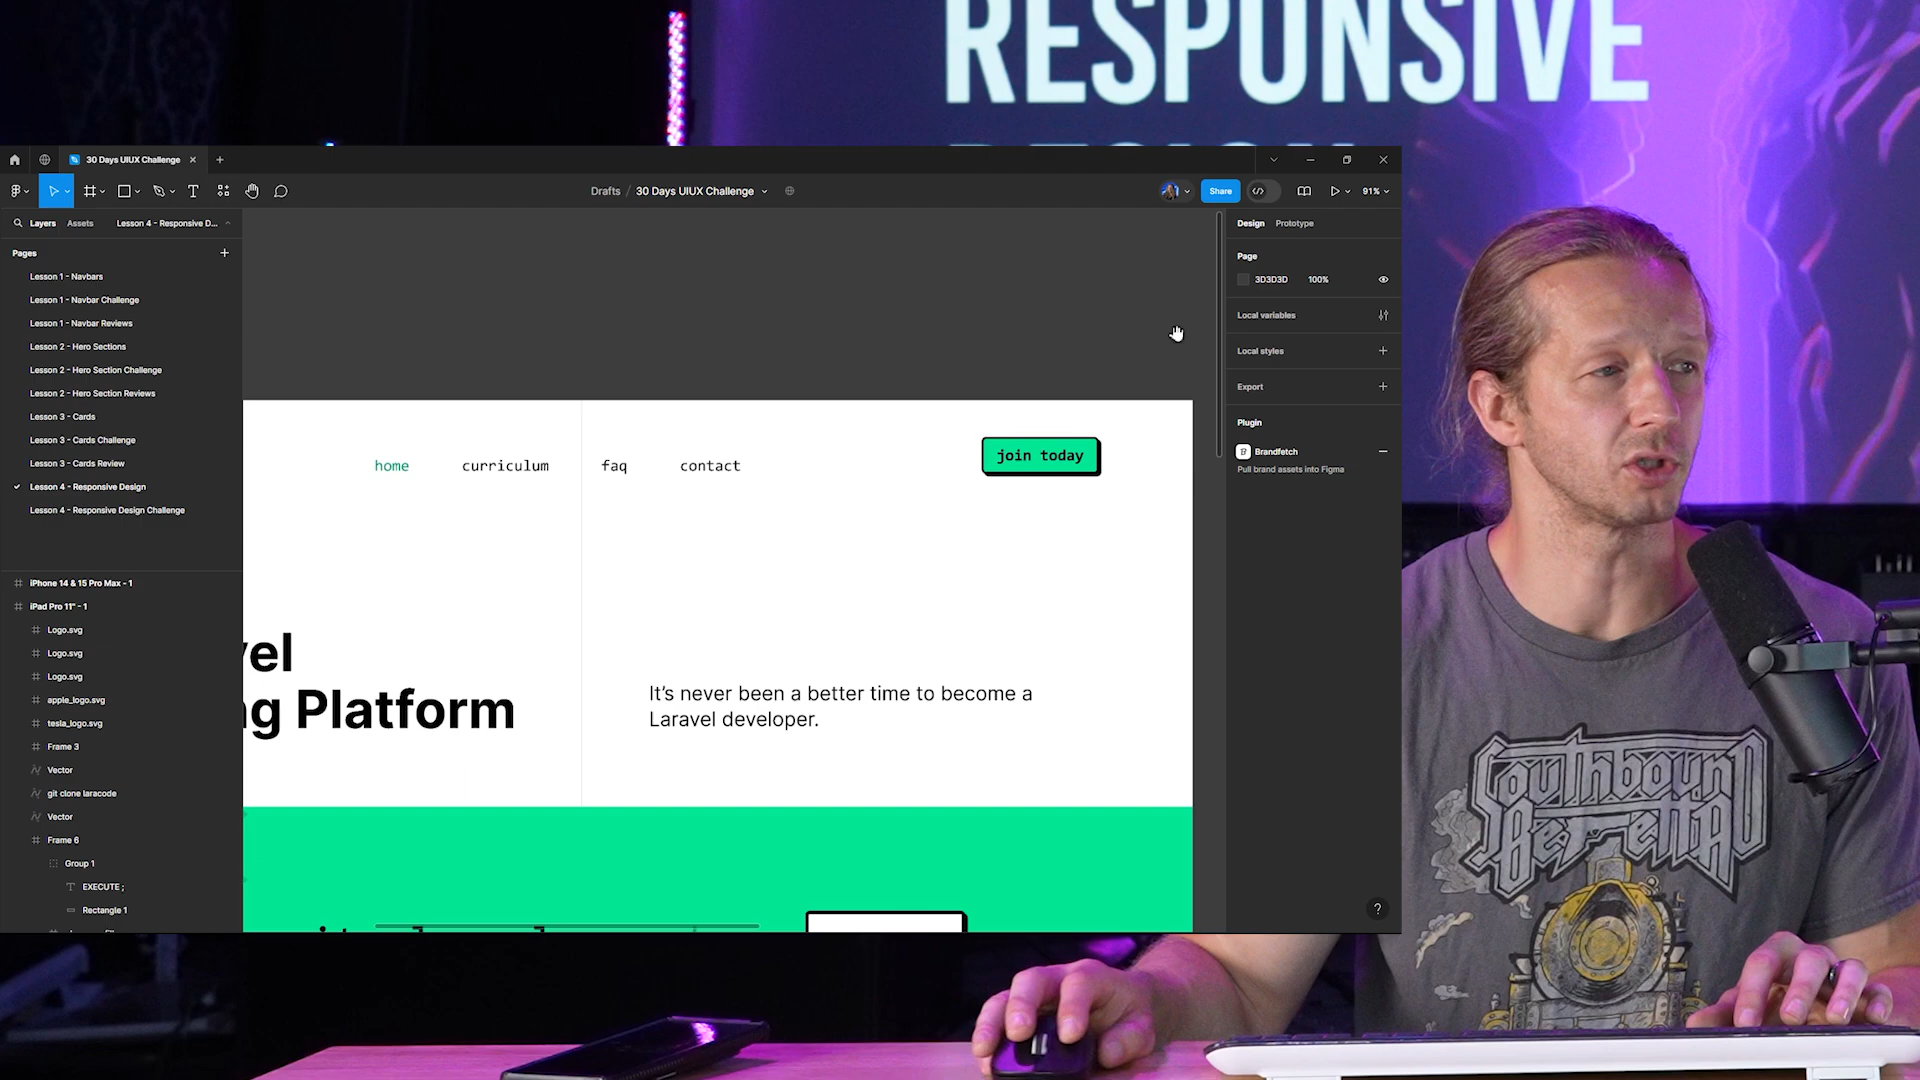 RESPONSIVE
30 Days UIUX Challenge
Drafts / 30 Days UIUX Challenge
Share
91%
Layers
Assets
Lesson 4 - Responsive D...
Design
Prototype
Pages
Lesson 1 - Navbars
Lesson 1 - Navbar Challenge
Lesson 1 - Navbar Reviews
Lesson 2 - Hero Sections
Lesson 2 - Hero Section Challenge
Lesson 2 - Hero Section Reviews
Lesson 3 - Cards
Lesson 3 - Cards Challenge
Lesson 3 - Cards Review
Lesson 4 - Responsive Design
Lesson 4 - Responsive Design Challenge
iPhone 14 & 15 Pro Max - 1
iPad Pro 11" - 1
Logo.svg
Logo.svg
Logo.svg
apple_logo.svg
tesla_logo.svg
Frame 3
Vector
git clone laracode
Vector
Frame 6
Group 1
EXECUTE ;
Rectangle 1
home
curriculum
faq
contact
join today
vel
ng Platform
It's never been a better time to become a
Laravel developer.
Page
3D3D3D
100%
Local variables
Local styles
Export
Plugin
Brandfetch
Pull brand assets into Figma
?
Southbound
Beretta